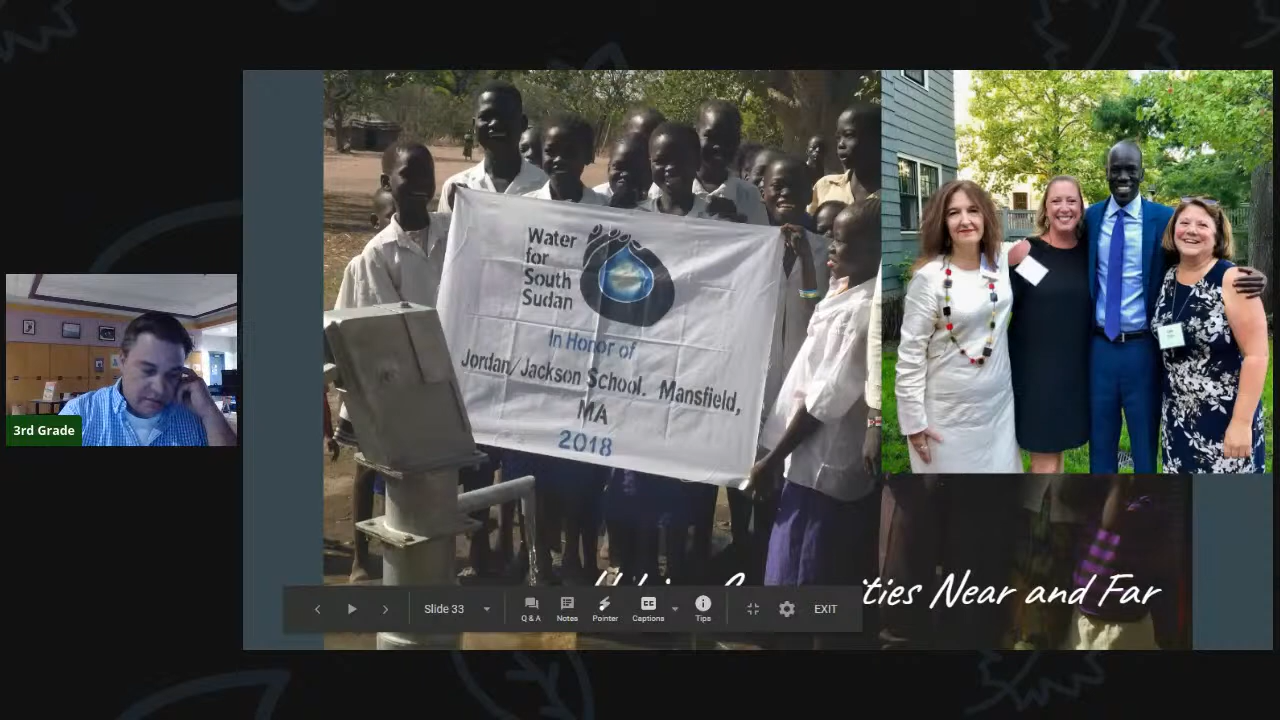 3rd Grade
Water
for
South
Sudan
In Honor of
Jordan/Jackson School. Mansfield,
MA
2018
Near and Far
Slide 33
Q & A
Notes
Pointer
CC
Captions
Tips
EXIT